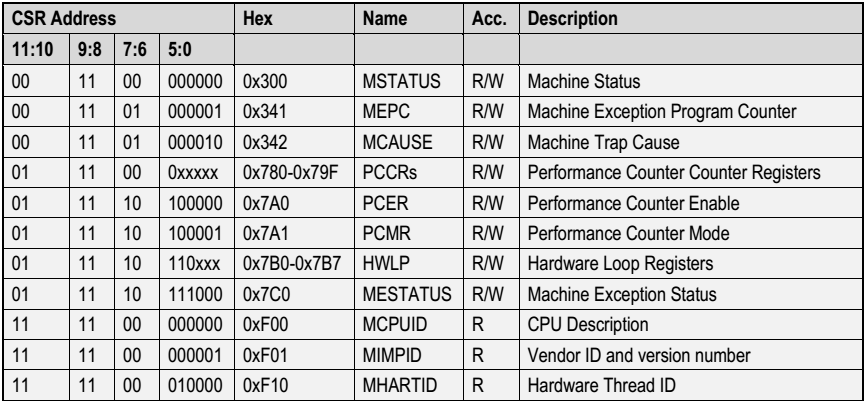 CSR Address Hex Name Acc. Description
11:10 9:8 7:6 5:0
00 11 00 000000 0x300 MSTATUS R/W Machine Status
00 11 01 000001 0x341 MEPC R/W Machine Exception Program Counter
00 11 01 000010 0x342 MCAUSE R/W Machine Trap Cause
01 11 00 0xxxxx 0x780-0x79F PCCRs R/W Performance Counter Counter Registers
01 11 10 100000 0x7A0 PCER R/W Performance Counter Enable
01 11 10 100001 0x7A1 PCMR R/W Performance Counter Mode
01 11 10 110xxx 0x7B0-0x7B7 HWLP R/W Hardware Loop Registers
01 11 10 111000 0x7C0 MESTATUS R/W Machine Exception Status
11 11 00 000000 0xF00 MCPUID R CPU Description
11 11 00 000001 0xF01 MIMPID R Vendor ID and version number
11 11 00 010000 0xF10 MHARTID R Hardware Thread ID